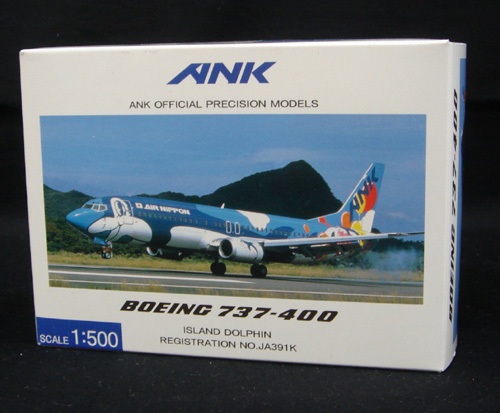 ANK
ANK OFFICIAL PRECISION MODELS
AIR NIPPON
BOEING 737-400
SCALE 1:500
ISLAND DOLPHIN
REGISTRATION NO.JA391K
BOEING 737-400